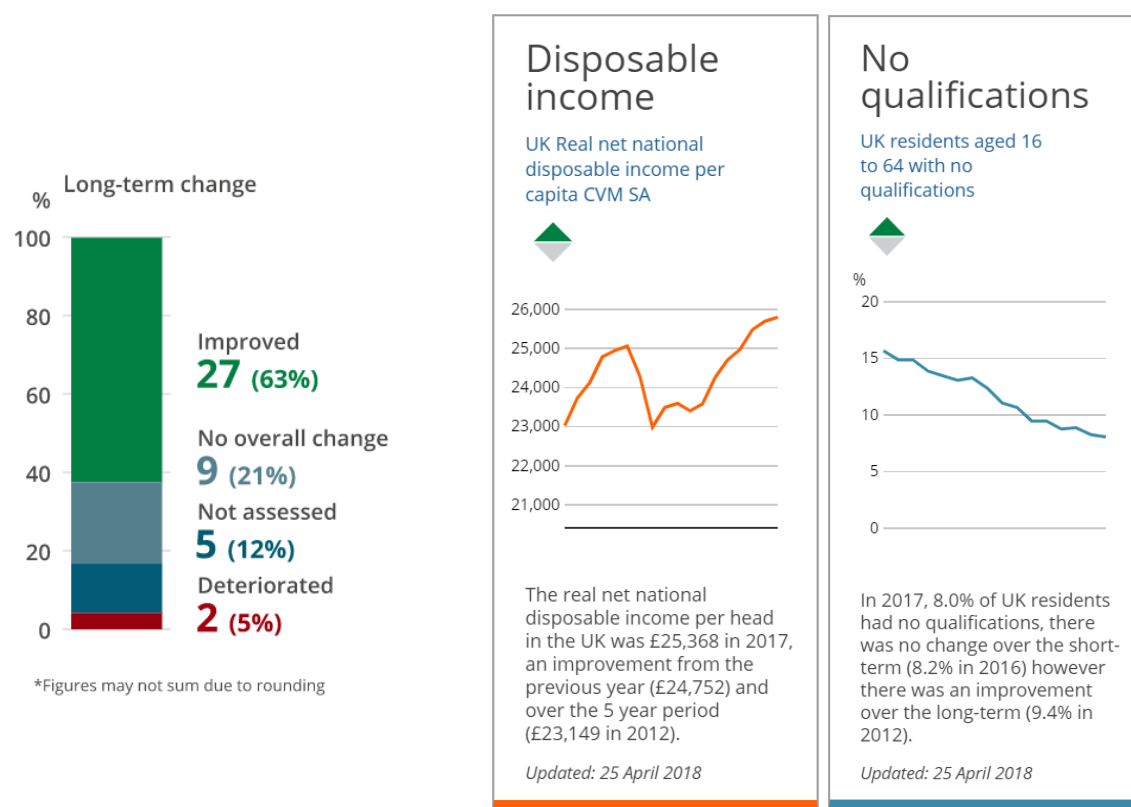 Long-term change
%
100
80
60
40
20
0
Improved
27 (63%)
No overall change
9 (21%)
Not assessed
5 (12%)
Deteriorated
2 (5%)
*Figures may not sum due to rounding
Disposable
income
UK Real net national
disposable income per
capita CVM SA
26,000
25,000
24,000
23,000
22,000
21,000
The real net national
disposable income per head
in the UK was £25,368 in 2017,
an improvement from the
previous year (£24,752) and
over the 5 year period
(£23,149 in 2012).
Updated: 25 April 2018
No
qualifications
UK residents aged 16
to 64 with no
qualifications
%
20
15
10
5
0
In 2017, 8.0% of UK residents
had no qualifications, there
was no change over the short-
term (8.2% in 2016) however
there was an improvement
over the long-term (9.4% in
2012).
Updated: 25 April 2018